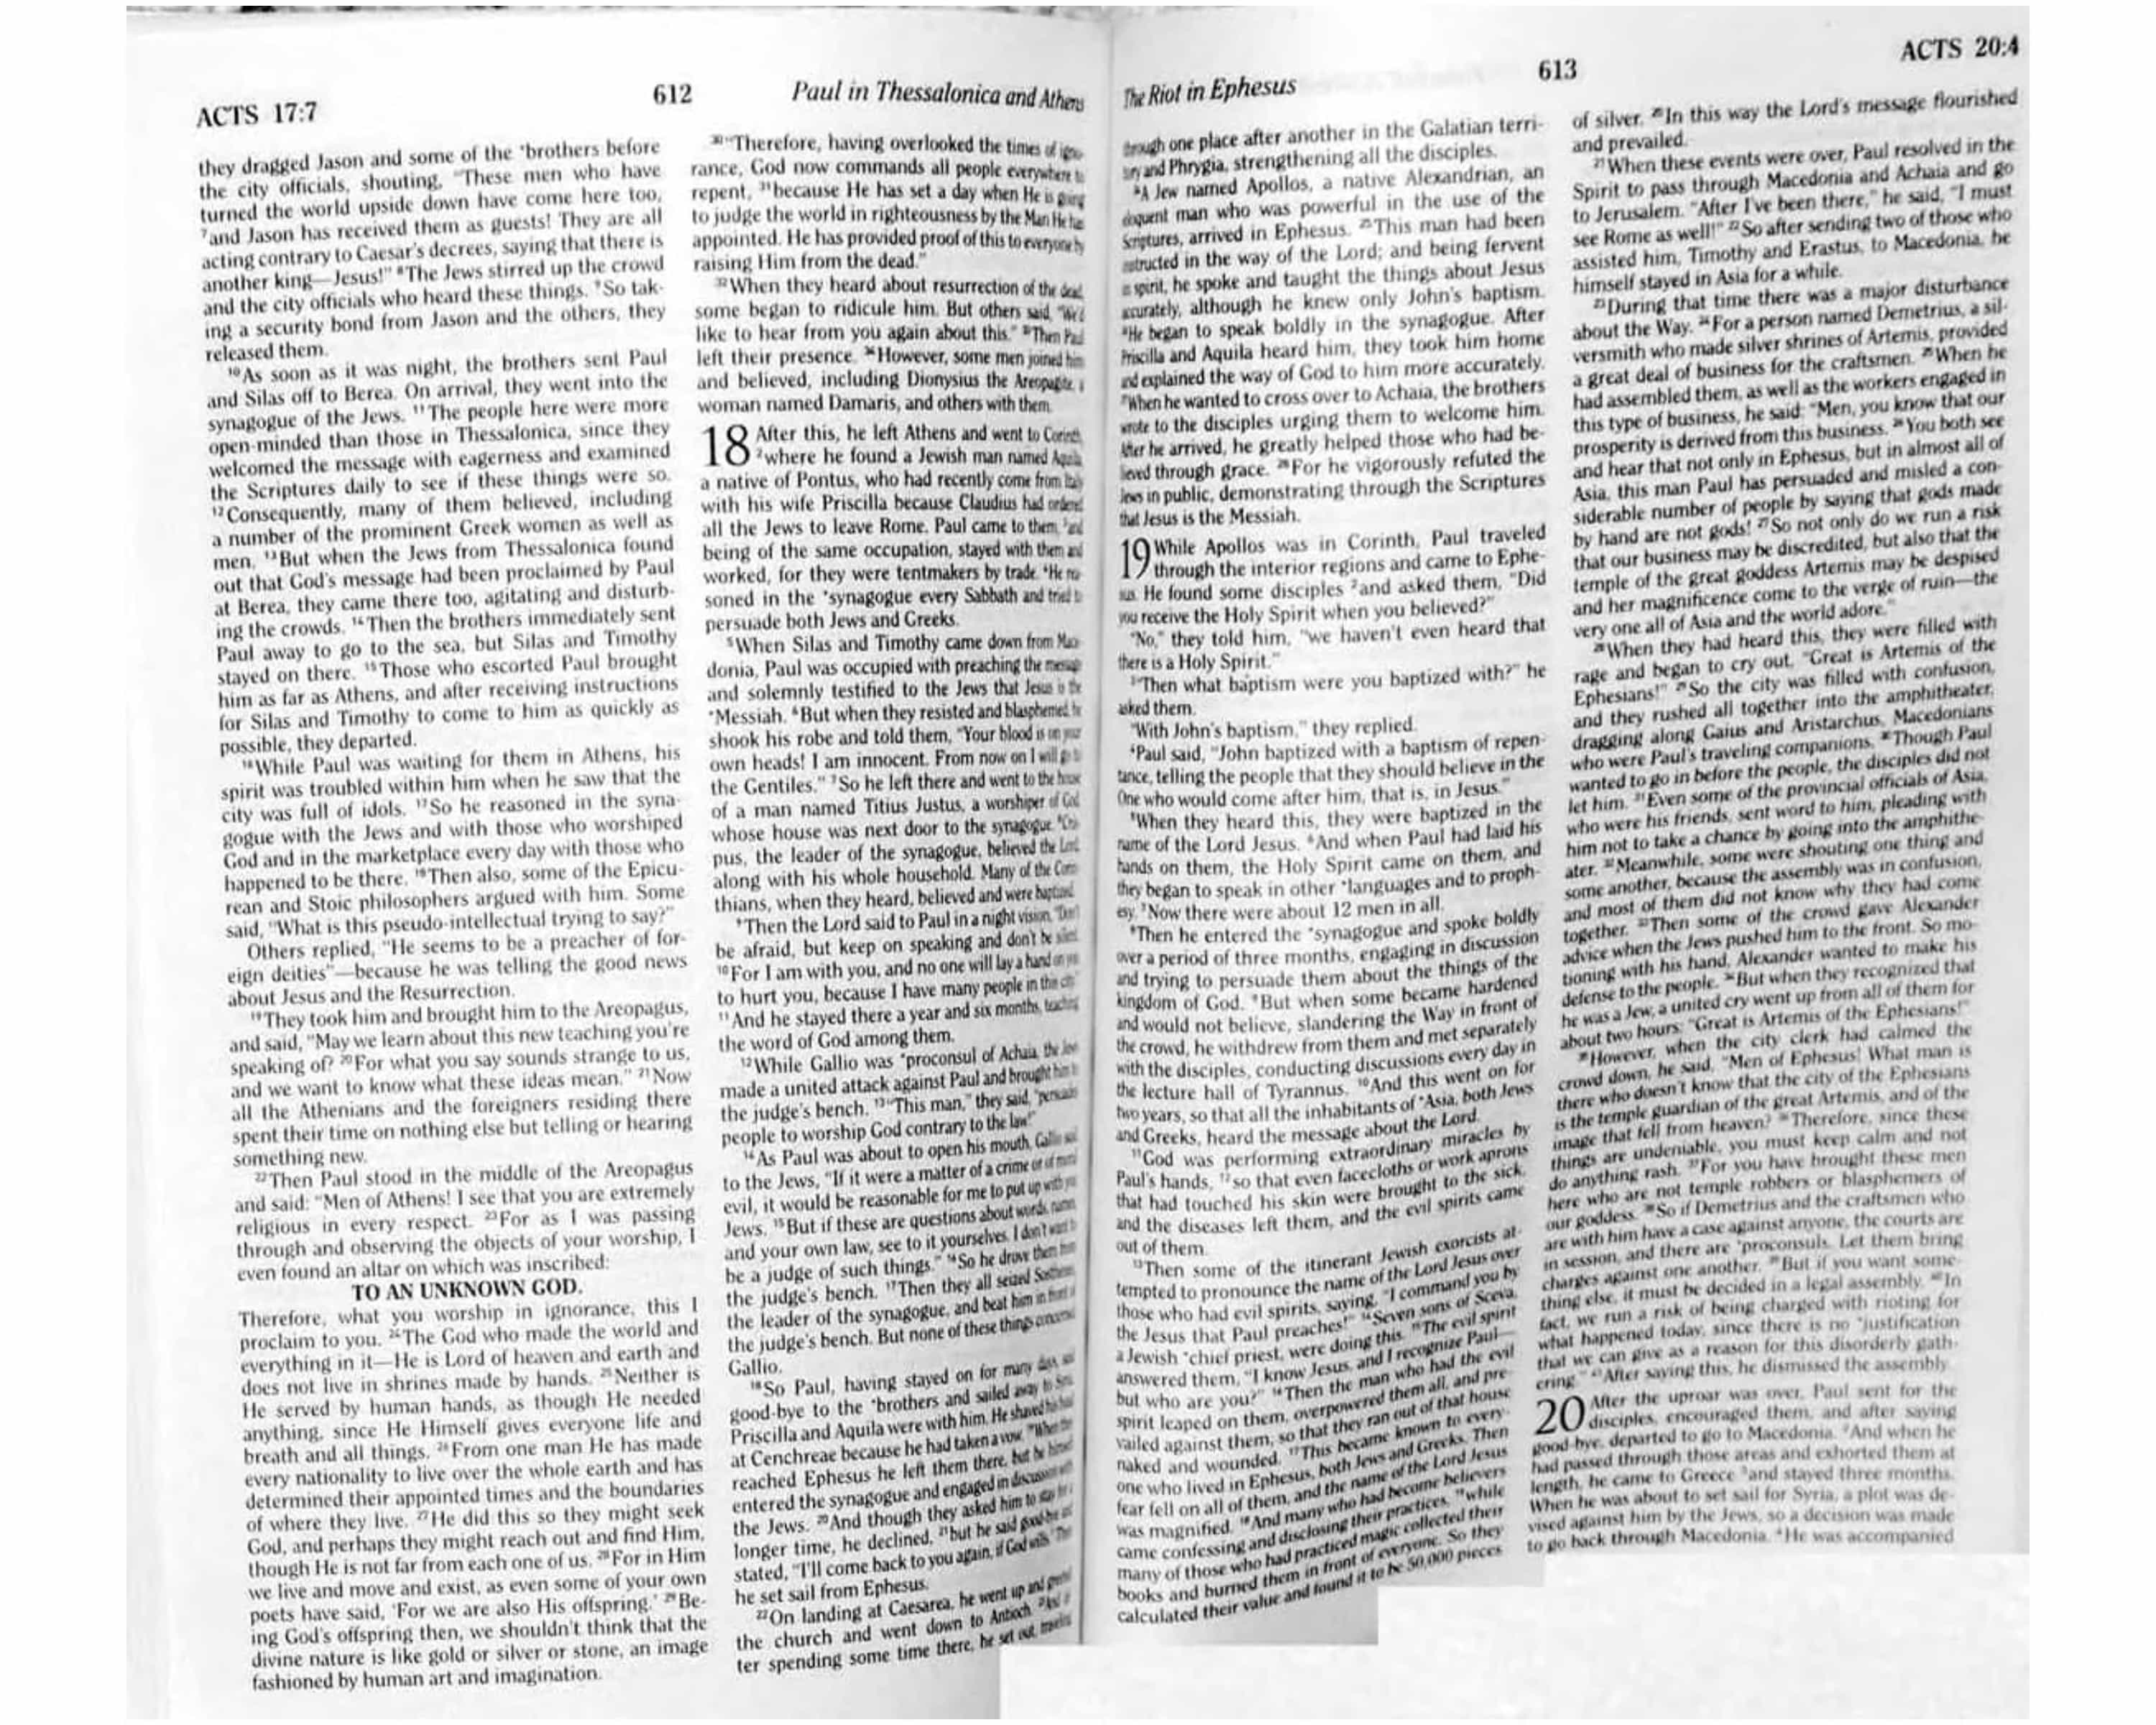 ACTS 17:7
612
Paul in Thessalonica and Athens
they dragged Jason and some of the *brothers before
the city officials, shouting, "These men who have
turned the world upside down have come here too,
7and Jason has received them as guests! They are all
acting contrary to Caesar's decrees, saying that there is
another king—Jesus!" 8The Jews stirred up the crowd
and the city officials who heard these things. 9So tak-
ing a security bond from Jason and the others, they
released them.
10As soon as it was night, the brothers sent Paul
and Silas off to Berea. On arrival, they went into the
synagogue of the Jews. 11The people here were more
open-minded than those in Thessalonica, since they
welcomed the message with eagerness and examined
the Scriptures daily to see if these things were so.
12Consequently, many of them believed, including
a number of the prominent Greek women as well as
men. 13But when the Jews from Thessalonica found
out that God's message had been proclaimed by Paul
at Berea, they came there too, agitating and disturb-
ing the crowds. 14Then the brothers immediately sent
Paul away to go to the sea, but Silas and Timothy
stayed on there. 15Those who escorted Paul brought
him as far as Athens, and after receiving instructions
for Silas and Timothy to come to him as quickly as
possible, they departed.
16While Paul was waiting for them in Athens, his
spirit was troubled within him when he saw that the
city was full of idols. 17So he reasoned in the syna-
gogue with the Jews and with those who worshiped
God and in the marketplace every day with those who
happened to be there. 18Then also, some of the Epicu-
rean and Stoic philosophers argued with him. Some
said, "What is this pseudo-intellectual trying to say?"
Others replied, "He seems to be a preacher of for-
eign deities"—because he was telling the good news
about Jesus and the Resurrection.
19They took him and brought him to the Areopagus,
and said, "May we learn about this new teaching you're
speaking of? 20For what you say sounds strange to us,
and we want to know what these ideas mean." 21Now
all the Athenians and the foreigners residing there
spent their time on nothing else but telling or hearing
something new.
22Then Paul stood in the middle of the Areopagus
and said: "Men of Athens! I see that you are extremely
religious in every respect. 23For as I was passing
through and observing the objects of your worship, I
even found an altar on which was inscribed:
TO AN UNKNOWN GOD.
Therefore, what you worship in ignorance, this I
proclaim to you. 24The God who made the world and
everything in it—He is Lord of heaven and earth and
does not live in shrines made by hands. 25Neither is
He served by human hands, as though He needed
anything, since He Himself gives everyone life and
breath and all things. 26From one man He has made
every nationality to live over the whole earth and has
determined their appointed times and the boundaries
of where they live. 27He did this so they might seek
God, and perhaps they might reach out and find Him,
though He is not far from each one of us. 28For in Him
we live and move and exist, as even some of your own
poets have said, 'For we are also His offspring.' 29Be-
ing God's offspring then, we shouldn't think that the
divine nature is like gold or silver or stone, an image
fashioned by human art and imagination.
30"Therefore, having overlooked the times of igno-
rance, God now commands all people everywhere to
repent, 31because He has set a day when He is going
to judge the world in righteousness by the Man He has
appointed. He has provided proof of this to everyone by
raising Him from the dead."
32When they heard about resurrection of the dead,
some began to ridicule him. But others said, "We'd
like to hear from you again about this." 33Then Paul
left their presence. 34However, some men joined him
and believed, including Dionysius the Areopagite, a
woman named Damaris, and others with them.
18 After this, he left Athens and went to Corinth,
2where he found a Jewish man named Aquila,
a native of Pontus, who had recently come from Italy
with his wife Priscilla because Claudius had ordered
all the Jews to leave Rome. Paul came to them, 3and
being of the same occupation, stayed with them and
worked, for they were tentmakers by trade. 4He rea-
soned in the *synagogue every Sabbath and tried to
persuade both Jews and Greeks.
5When Silas and Timothy came down from Mace-
donia, Paul was occupied with preaching the message
and solemnly testified to the Jews that Jesus is the
*Messiah. 6But when they resisted and blasphemed, he
shook his robe and told them, "Your blood is on your
own heads! I am innocent. From now on I will go to
the Gentiles." 7So he left there and went to the house
of a man named Titius Justus, a worshiper of God,
whose house was next door to the synagogue. 8Cris-
pus, the leader of the synagogue, believed the Lord,
along with his whole household. Many of the Corin-
thians, when they heard, believed and were baptized.
9Then the Lord said to Paul in a night vision, "Don't
be afraid, but keep on speaking and don't be silent.
10For I am with you, and no one will lay a hand on you
to hurt you, because I have many people in this city."
11And he stayed there a year and six months, teaching
the word of God among them.
12While Gallio was *proconsul of Achaia, the Jews
made a united attack against Paul and brought him to
the judge's bench. 13"This man," they said, "persuades
people to worship God contrary to the law!"
14As Paul was about to open his mouth, Gallio said
to the Jews, "If it were a matter of a crime or of moral
evil, it would be reasonable for me to put up with you
Jews. 15But if these are questions about words, names,
and your own law, see to it yourselves. I don't want to
be a judge of such things." 16So he drove them from
the judge's bench. 17Then they all seized Sosthenes,
the leader of the synagogue, and beat him in front of
the judge's bench. But none of these things concerned
Gallio.
18So Paul, having stayed on for many days, said
good-bye to the *brothers and sailed away to Syria.
Priscilla and Aquila were with him. He shaved his head
at Cenchreae because he had taken a vow. 19When they
reached Ephesus he left them there, but he himself
entered the synagogue and engaged in discussion with
the Jews. 20And though they asked him to stay for a
longer time, he declined, 21but he said good-bye and
stated, "I'll come back to you again, if God wills." Then
he set sail from Ephesus.
22On landing at Caesarea, he went up and greeted
the church and went down to Antioch. 23And af-
ter spending some time there, he set out, traveling
The Riot in Ephesus
613
ACTS 20:4
through one place after another in the Galatian terri-
tory and Phrygia, strengthening all the disciples.
24A Jew named Apollos, a native Alexandrian, an
eloquent man who was powerful in the use of the
Scriptures, arrived in Ephesus. 25This man had been
instructed in the way of the Lord; and being fervent
in spirit, he spoke and taught the things about Jesus
accurately, although he knew only John's baptism.
26He began to speak boldly in the synagogue. After
Priscilla and Aquila heard him, they took him home
and explained the way of God to him more accurately.
27When he wanted to cross over to Achaia, the brothers
wrote to the disciples urging them to welcome him.
After he arrived, he greatly helped those who had be-
lieved through grace. 28For he vigorously refuted the
Jews in public, demonstrating through the Scriptures
that Jesus is the Messiah.
19 While Apollos was in Corinth, Paul traveled
through the interior regions and came to Ephe-
sus. He found some disciples 2and asked them, "Did
you receive the Holy Spirit when you believed?"
"No," they told him, "we haven't even heard that
there is a Holy Spirit."
3"Then what baptism were you baptized with?" he
asked them.
"With John's baptism," they replied.
4Paul said, "John baptized with a baptism of repen-
tance, telling the people that they should believe in the
One who would come after him, that is, in Jesus."
5When they heard this, they were baptized in the
name of the Lord Jesus. 6And when Paul had laid his
hands on them, the Holy Spirit came on them, and
they began to speak in other *languages and to proph-
esy. 7Now there were about 12 men in all.
8Then he entered the *synagogue and spoke boldly
over a period of three months, engaging in discussion
and trying to persuade them about the things of the
kingdom of God. 9But when some became hardened
and would not believe, slandering the Way in front of
the crowd, he withdrew from them and met separately
with the disciples, conducting discussions every day in
the lecture hall of Tyrannus. 10And this went on for
two years, so that all the inhabitants of *Asia, both Jews
and Greeks, heard the message about the Lord.
11God was performing extraordinary miracles by
Paul's hands, 12so that even facecloths or work aprons
that had touched his skin were brought to the sick,
and the diseases left them, and the evil spirits came
out of them.
13Then some of the itinerant Jewish exorcists at-
tempted to pronounce the name of the Lord Jesus over
those who had evil spirits, saying, "I command you by
the Jesus that Paul preaches!" 14Seven sons of Sceva,
a Jewish *chief priest, were doing this. 15The evil spirit
answered them, "I know Jesus, and I recognize Paul—
but who are you?" 16Then the man who had the evil
spirit leaped on them, overpowered them all, and pre-
vailed against them, so that they ran out of that house
naked and wounded. 17This became known to every-
one who lived in Ephesus, both Jews and Greeks. Then
fear fell on all of them, and the name of the Lord Jesus
was magnified. 18And many who had become believers
came confessing and disclosing their practices, 19while
many of those who had practiced magic collected their
books and burned them in front of everyone. So they
calculated their value and found it to be 50,000 pieces
of silver. 20In this way the Lord's message flourished
and prevailed.
21When these events were over, Paul resolved in the
Spirit to pass through Macedonia and Achaia and go
to Jerusalem. "After I've been there," he said, "I must
see Rome as well!" 22So after sending two of those who
assisted him, Timothy and Erastus, to Macedonia, he
himself stayed in Asia for a while.
23During that time there was a major disturbance
about the Way. 24For a person named Demetrius, a sil-
versmith who made silver shrines of Artemis, provided
a great deal of business for the craftsmen. 25When he
had assembled them, as well as the workers engaged in
this type of business, he said: "Men, you know that our
prosperity is derived from this business. 26You both see
and hear that not only in Ephesus, but in almost all of
Asia, this man Paul has persuaded and misled a con-
siderable number of people by saying that gods made
by hand are not gods! 27So not only do we run a risk
that our business may be discredited, but also that the
temple of the great goddess Artemis may be despised
and her magnificence come to the verge of ruin—the
very one all of Asia and the world adore."
28When they had heard this, they were filled with
rage and began to cry out, "Great is Artemis of the
Ephesians!" 29So the city was filled with confusion,
and they rushed all together into the amphitheater,
dragging along Gaius and Aristarchus, Macedonians
who were Paul's traveling companions. 30Though Paul
wanted to go in before the people, the disciples did not
let him. 31Even some of the provincial officials of Asia,
who were his friends, sent word to him, pleading with
him not to take a chance by going into the amphithe-
ater. 32Meanwhile, some were shouting one thing and
some another, because the assembly was in confusion,
and most of them did not know why they had come
together. 33Then some of the crowd gave Alexander
advice when the Jews pushed him to the front. So mo-
tioning with his hand, Alexander wanted to make his
defense to the people. 34But when they recognized that
he was a Jew, a united cry went up from all of them for
about two hours: "Great is Artemis of the Ephesians!"
35However, when the city clerk had calmed the
crowd down, he said, "Men of Ephesus! What man is
there who doesn't know that the city of the Ephesians
is the temple guardian of the great Artemis, and of the
image that fell from heaven? 36Therefore, since these
things are undeniable, you must keep calm and not
do anything rash. 37For you have brought these men
here who are not temple robbers or blasphemers of
our goddess. 38So if Demetrius and the craftsmen who
are with him have a case against anyone, the courts are
in session, and there are *proconsuls. Let them bring
charges against one another. 39But if you want some-
thing else, it must be decided in a legal assembly. 40In
fact, we run a risk of being charged with rioting for
what happened today, since there is no *justification
that we can give as a reason for this disorderly gath-
ering." 41After saying this, he dismissed the assembly.
20 After the uproar was over, Paul sent for the
disciples, encouraged them, and after saying
good-bye, departed to go to Macedonia. 2And when he
had passed through those areas and exhorted them at
length, he came to Greece 3and stayed three months.
When he was about to set sail for Syria, a plot was de-
vised against him by the Jews, so a decision was made
to go back through Macedonia. 4He was accompanied